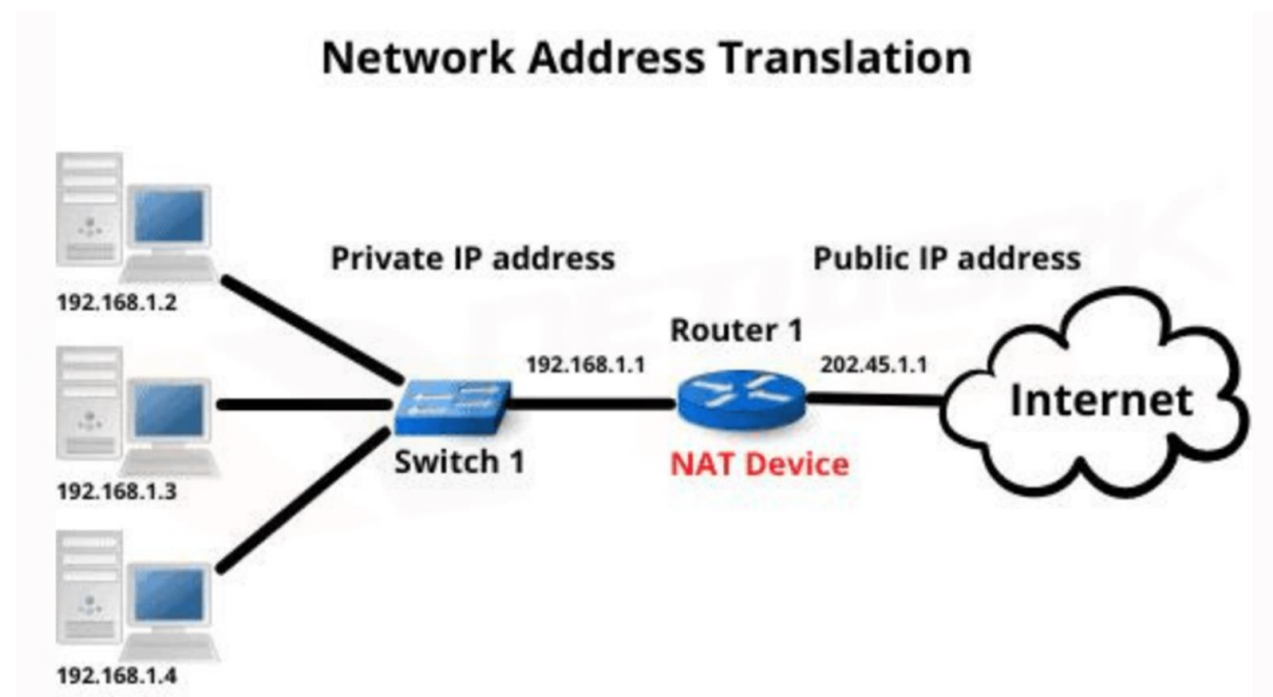 Network Address Translation
Private IP address
Public IP address
192.168.1.2
Router 1
192.168.1.1
202.45.1.1
Internet
Switch 1
NAT Device
192.168.1.3
192.168.1.4